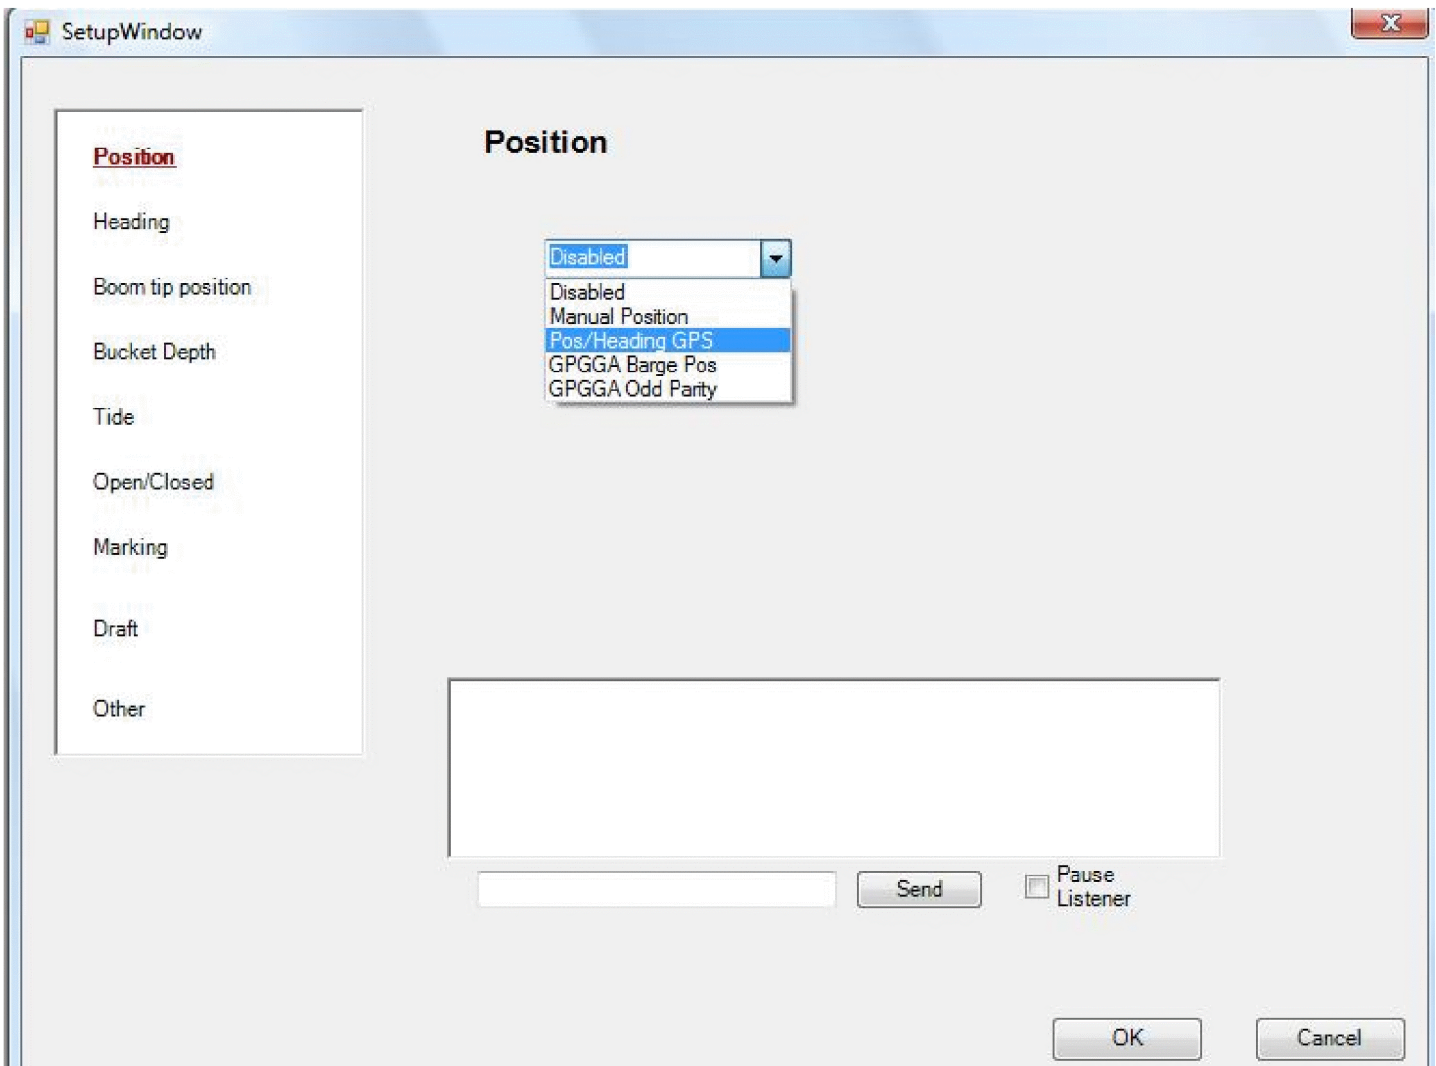 SetupWindow
Position
Heading
Boom tip position
Bucket Depth
Tide
Open/Closed
Marking
Draft
Other
Position
Disabled
Disabled
Manual Position
Pos/Heading GPS
GPGGA Barge Pos
GPGGA Odd Parity
Send
Pause
Listener
OK
Cancel